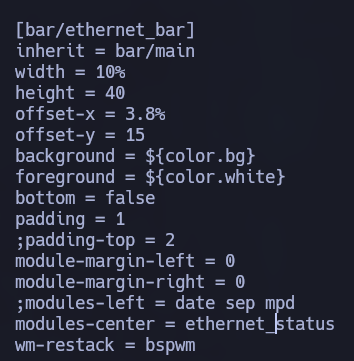 [bar/ethernet_bar]
inherit = bar/main
width = 10%
height = 40
offset-x = 3.8%
offset-y = 15
background = ${color.bg}
foreground = ${color.white}
bottom = false
padding = 1
;padding-top = 2
module-margin-left = 0
module-margin-right = 0
;modules-left = date sep mpd
modules-center = ethernet_status
wm-restack = bspwm